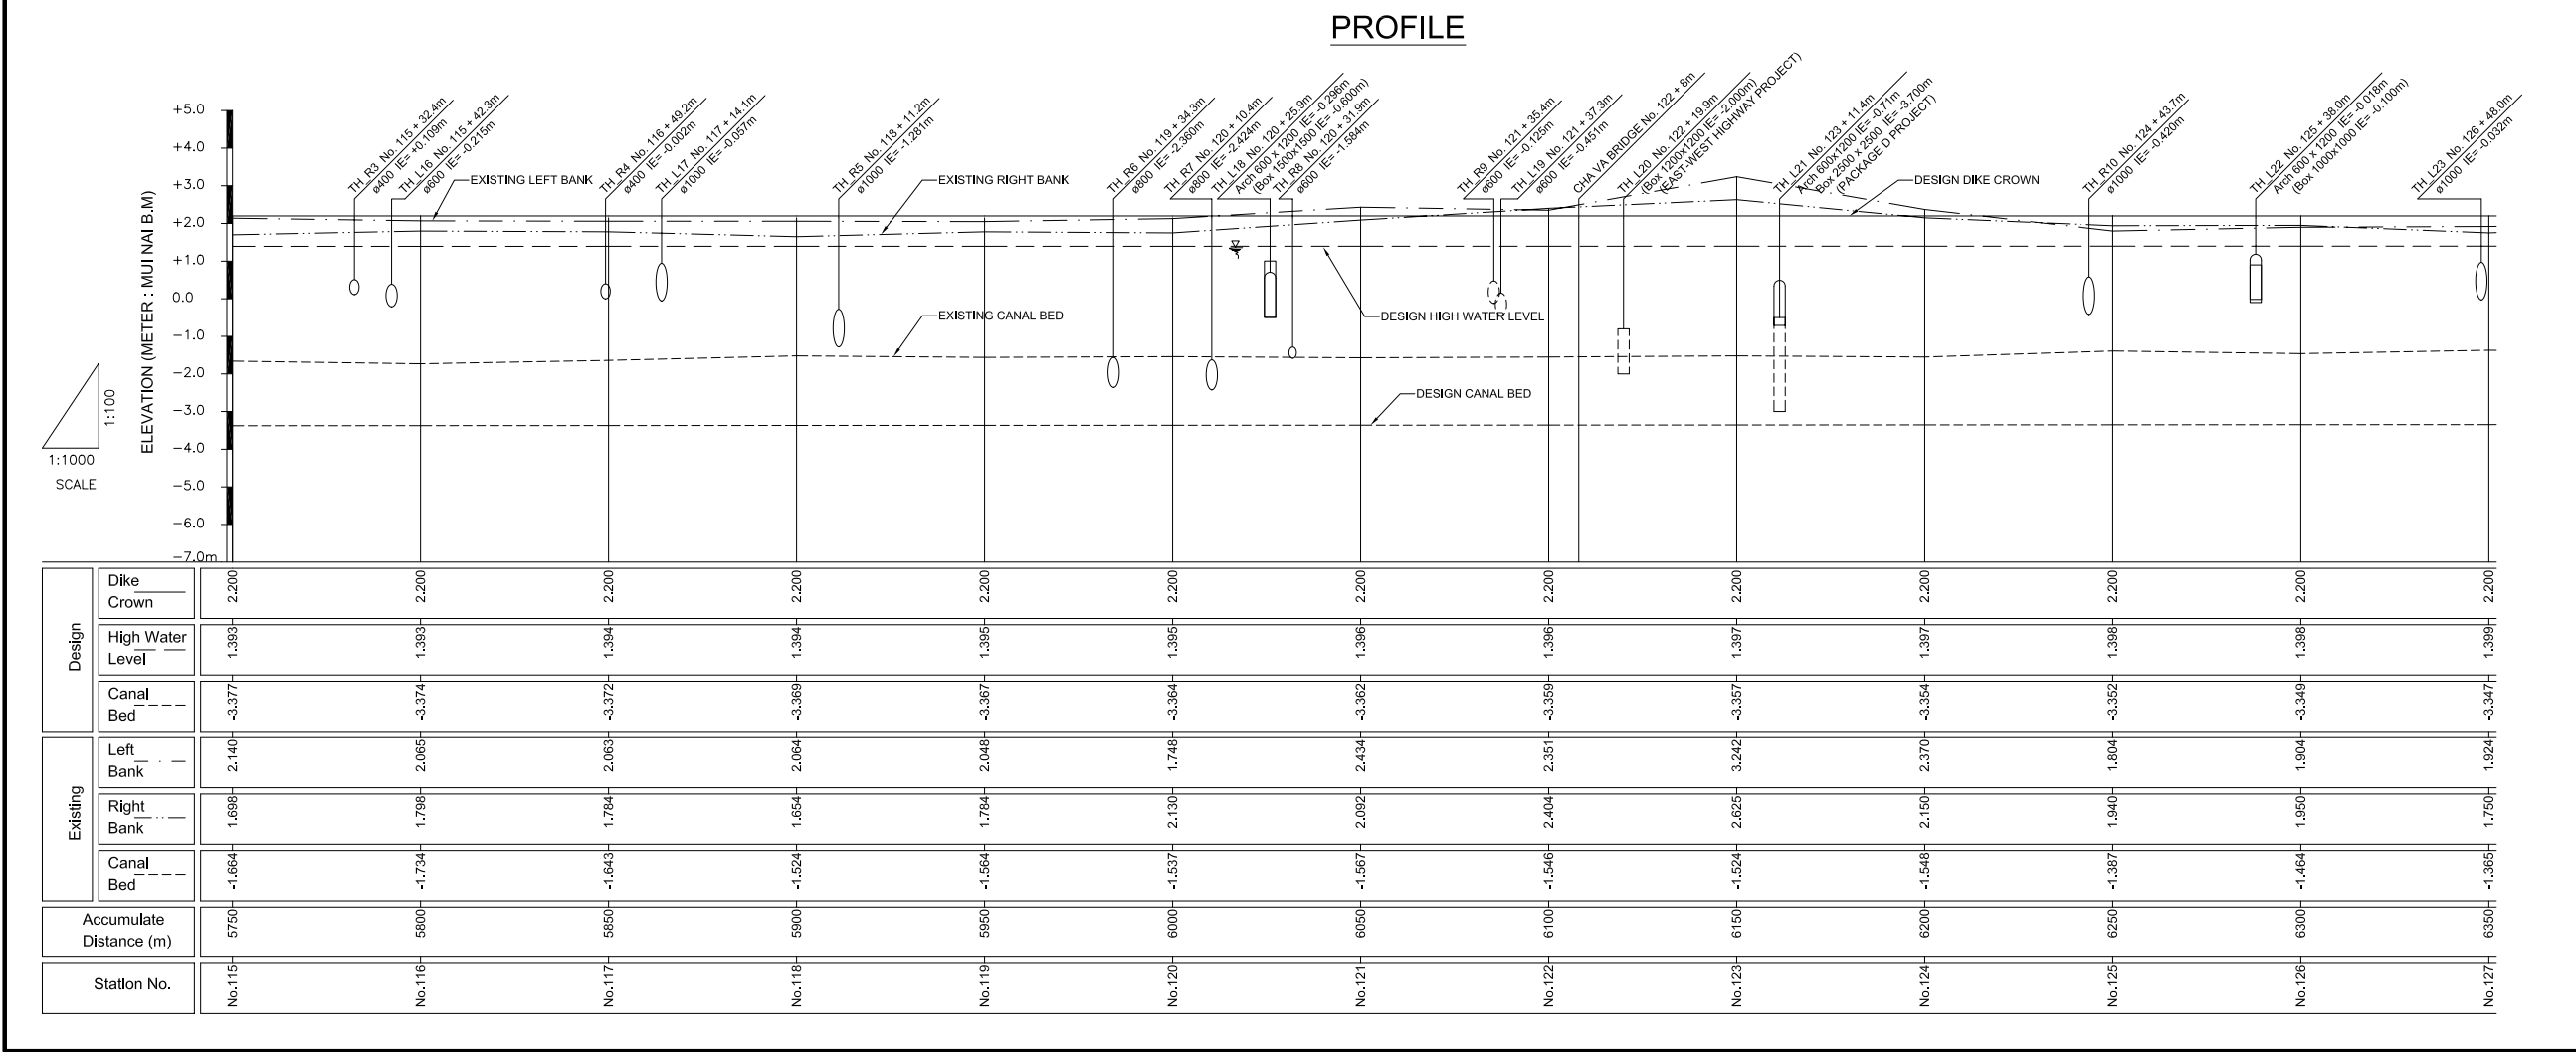 PROFILE
TH_R3 No. 115 + 32.4m
ø400 IE= +0.109m
TH_L16 No. 115 + 42.3m
ø600 IE= -0.215m
TH_R4 No. 116 + 49.2m
ø400 IE= -0.002m
TH_L17 No. 117 + 14.1m
ø1000 IE= -0.057m
TH_R5 No. 118 + 11.2m
ø1000 IE= -1.281m
TH_R6 No. 119 + 34.3m
ø800 IE= -2.360m
TH_R7 No. 120 + 10.4m
ø800 IE= -2.424m
TH_L18 No. 120 + 25.9m
Arch 600 x 1200 IE= -0.296m
(Box 1500x1500 IE= -0.600m)
TH_R8 No. 120 + 31.9m
ø600 IE= -1.584m
TH_R9 No. 121 + 35.4m
ø600 IE= -0.125m
TH_L19 No. 121 + 37.3m
ø600 IE= -0.451m
CHA VA BRIDGE No. 122 + 8m
TH_L20 No. 122 + 19.9m
(Box 1200x1200 IE= -2.000m)
(EAST-WEST HIGHWAY PROJECT)
TH_L21 No. 123 + 11.4m
Arch 600x1200 IE= -0.71m
Box 2500 x 2500 IE= -3.700m
(PACKAGE D PROJECT)
TH_R10 No. 124 + 43.7m
ø1000 IE= -0.420m
TH_L22 No. 125 + 38.0m
Arch 600 x 1200 IE= -0.018m
(Box 1000x1000 IE= -0.100m)
TH_L23 No. 126 + 48.0m
ø1000 IE= -0.032m
ELEVATION (METER : MUI NAI B.M)
+5.0
+4.0
+3.0
+2.0
+1.0
0.0
-1.0
-2.0
-3.0
-4.0
-5.0
-6.0
-7.0m
1:100
1:1000
SCALE
EXISTING LEFT BANK
EXISTING RIGHT BANK
DESIGN DIKE CROWN
EXISTING CANAL BED
DESIGN HIGH WATER LEVEL
DESIGN CANAL BED
Design
Dike
Crown
2.200 2.200 2.200 2.200 2.200 2.200 2.200 2.200 2.200 2.200 2.200 2.200 2.200
High Water
Level
1.393 1.393 1.394 1.394 1.395 1.395 1.396 1.396 1.397 1.397 1.398 1.398 1.399
Canal
Bed
-3.377 -3.374 -3.372 -3.369 -3.367 -3.364 -3.362 -3.359 -3.357 -3.354 -3.352 -3.349 -3.347
Existing
Left
Bank
2.140 2.065 2.063 2.064 2.048 1.748 2.434 2.351 3.242 2.370 1.804 1.904 1.924
Right
Bank
1.698 1.798 1.784 1.654 1.784 2.130 2.092 2.404 2.625 2.150 1.940 1.950 1.750
Canal
Bed
-1.664 -1.734 -1.643 -1.524 -1.564 -1.537 -1.567 -1.546 -1.524 -1.548 -1.387 -1.464 -1.365
Accumulate
Distance (m)
5750 5800 5850 5900 5950 6000 6050 6100 6150 6200 6250 6300 6350
Station No.
No.115 No.116 No.117 No.118 No.119 No.120 No.121 No.122 No.123 No.124 No.125 No.126 No.127